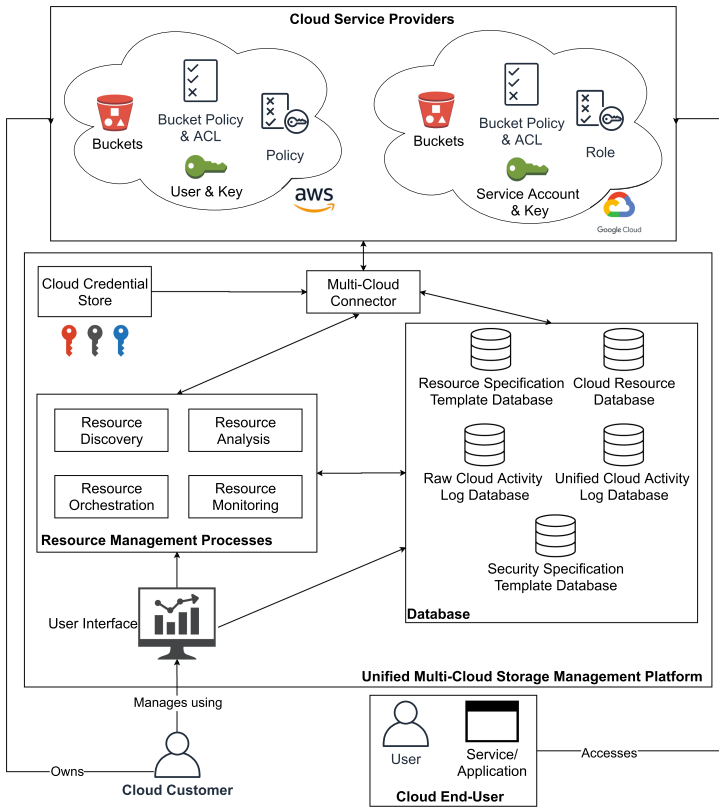 Cloud Service Providers
Buckets
Bucket Policy
& ACL
Policy
User & Key
aws
Buckets
Bucket Policy
& ACL
Role
Service Account
& Key
Google Cloud
Cloud Credential
Store
Multi-Cloud
Connector
Resource Specification
Template Database
Cloud Resource
Database
Raw Cloud Activity
Log Database
Unified Cloud Activity
Log Database
Security Specification
Template Database
Database
Resource
Discovery
Resource
Analysis
Resource
Orchestration
Resource
Monitoring
Resource Management Processes
User Interface
Unified Multi-Cloud Storage Management Platform
Manages using
Owns
Cloud Customer
User
Service/
Application
Cloud End-User
Accesses